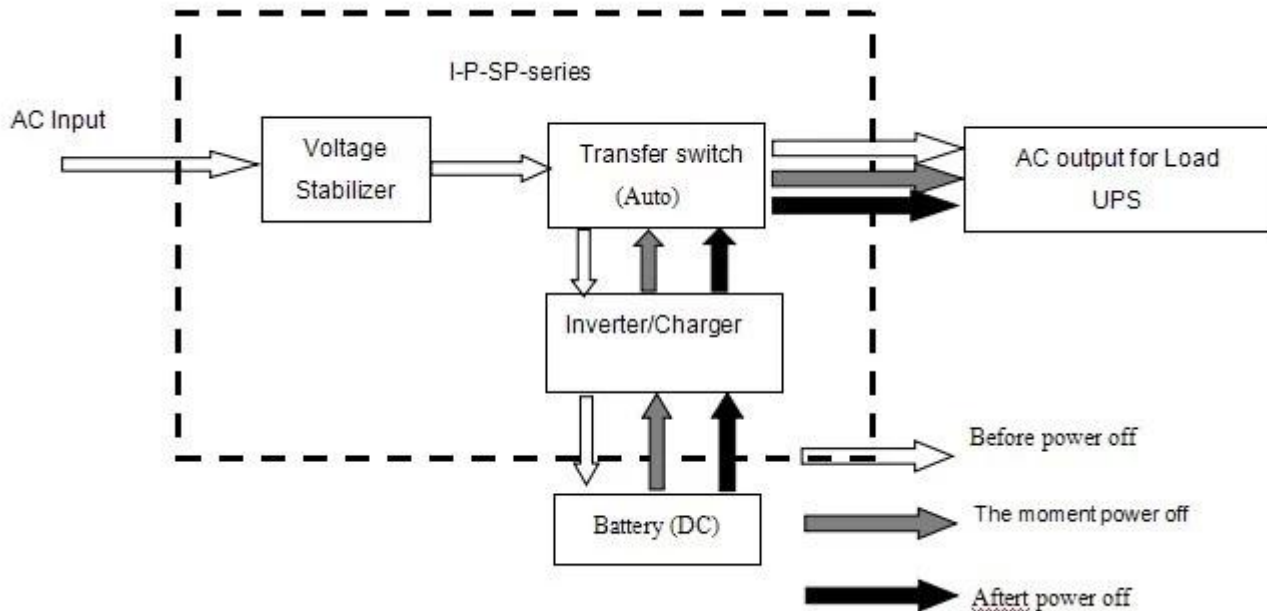 I-P-SP-series
AC Input
Voltage
Stabilizer
Transfer switch
(Auto)
AC output for Load
UPS
Inverter/Charger
Battery (DC)
Before power off
The moment power off
Aftert power off